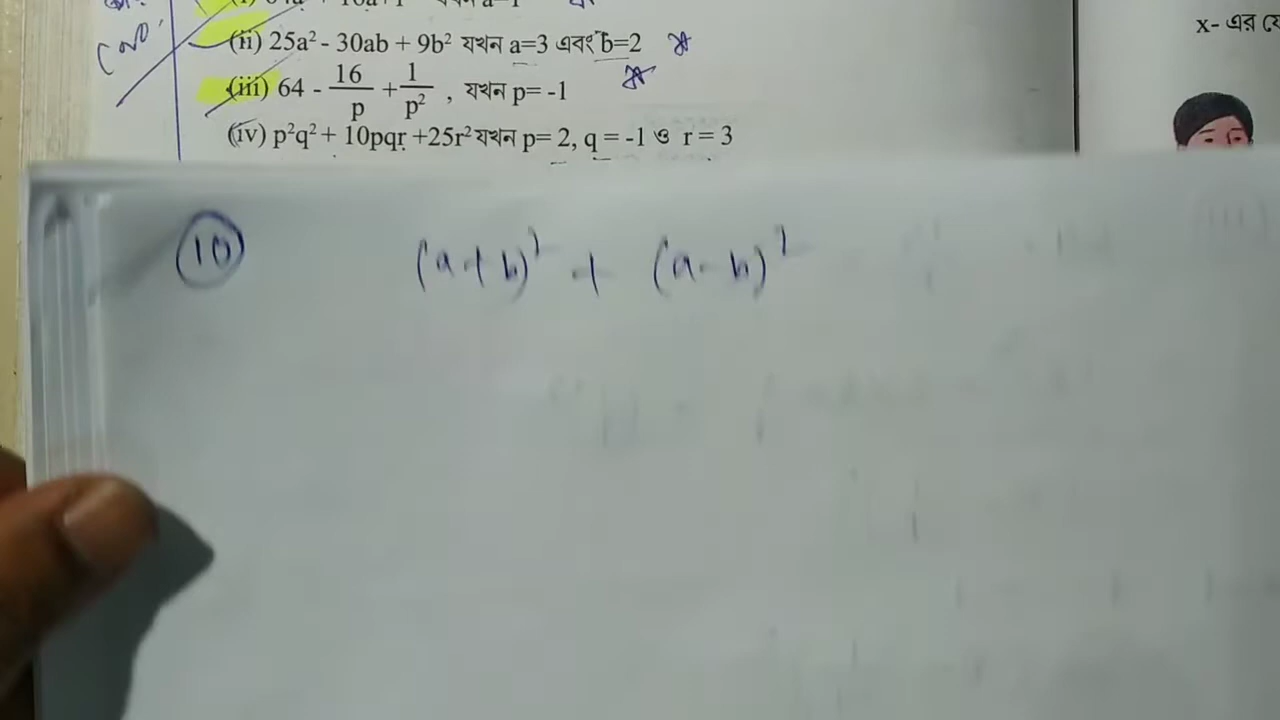 (ii) 25a² - 30ab + 9b² যখন a=3 এবং b=2
x- এর
(iii) 64 - 16/p + 1/p² , যখন p= -1
(iv) p²q² + 10pqr +25r² যখন p= 2, q = -1 ও r = 3
10 (a+b)² + (a-b)²